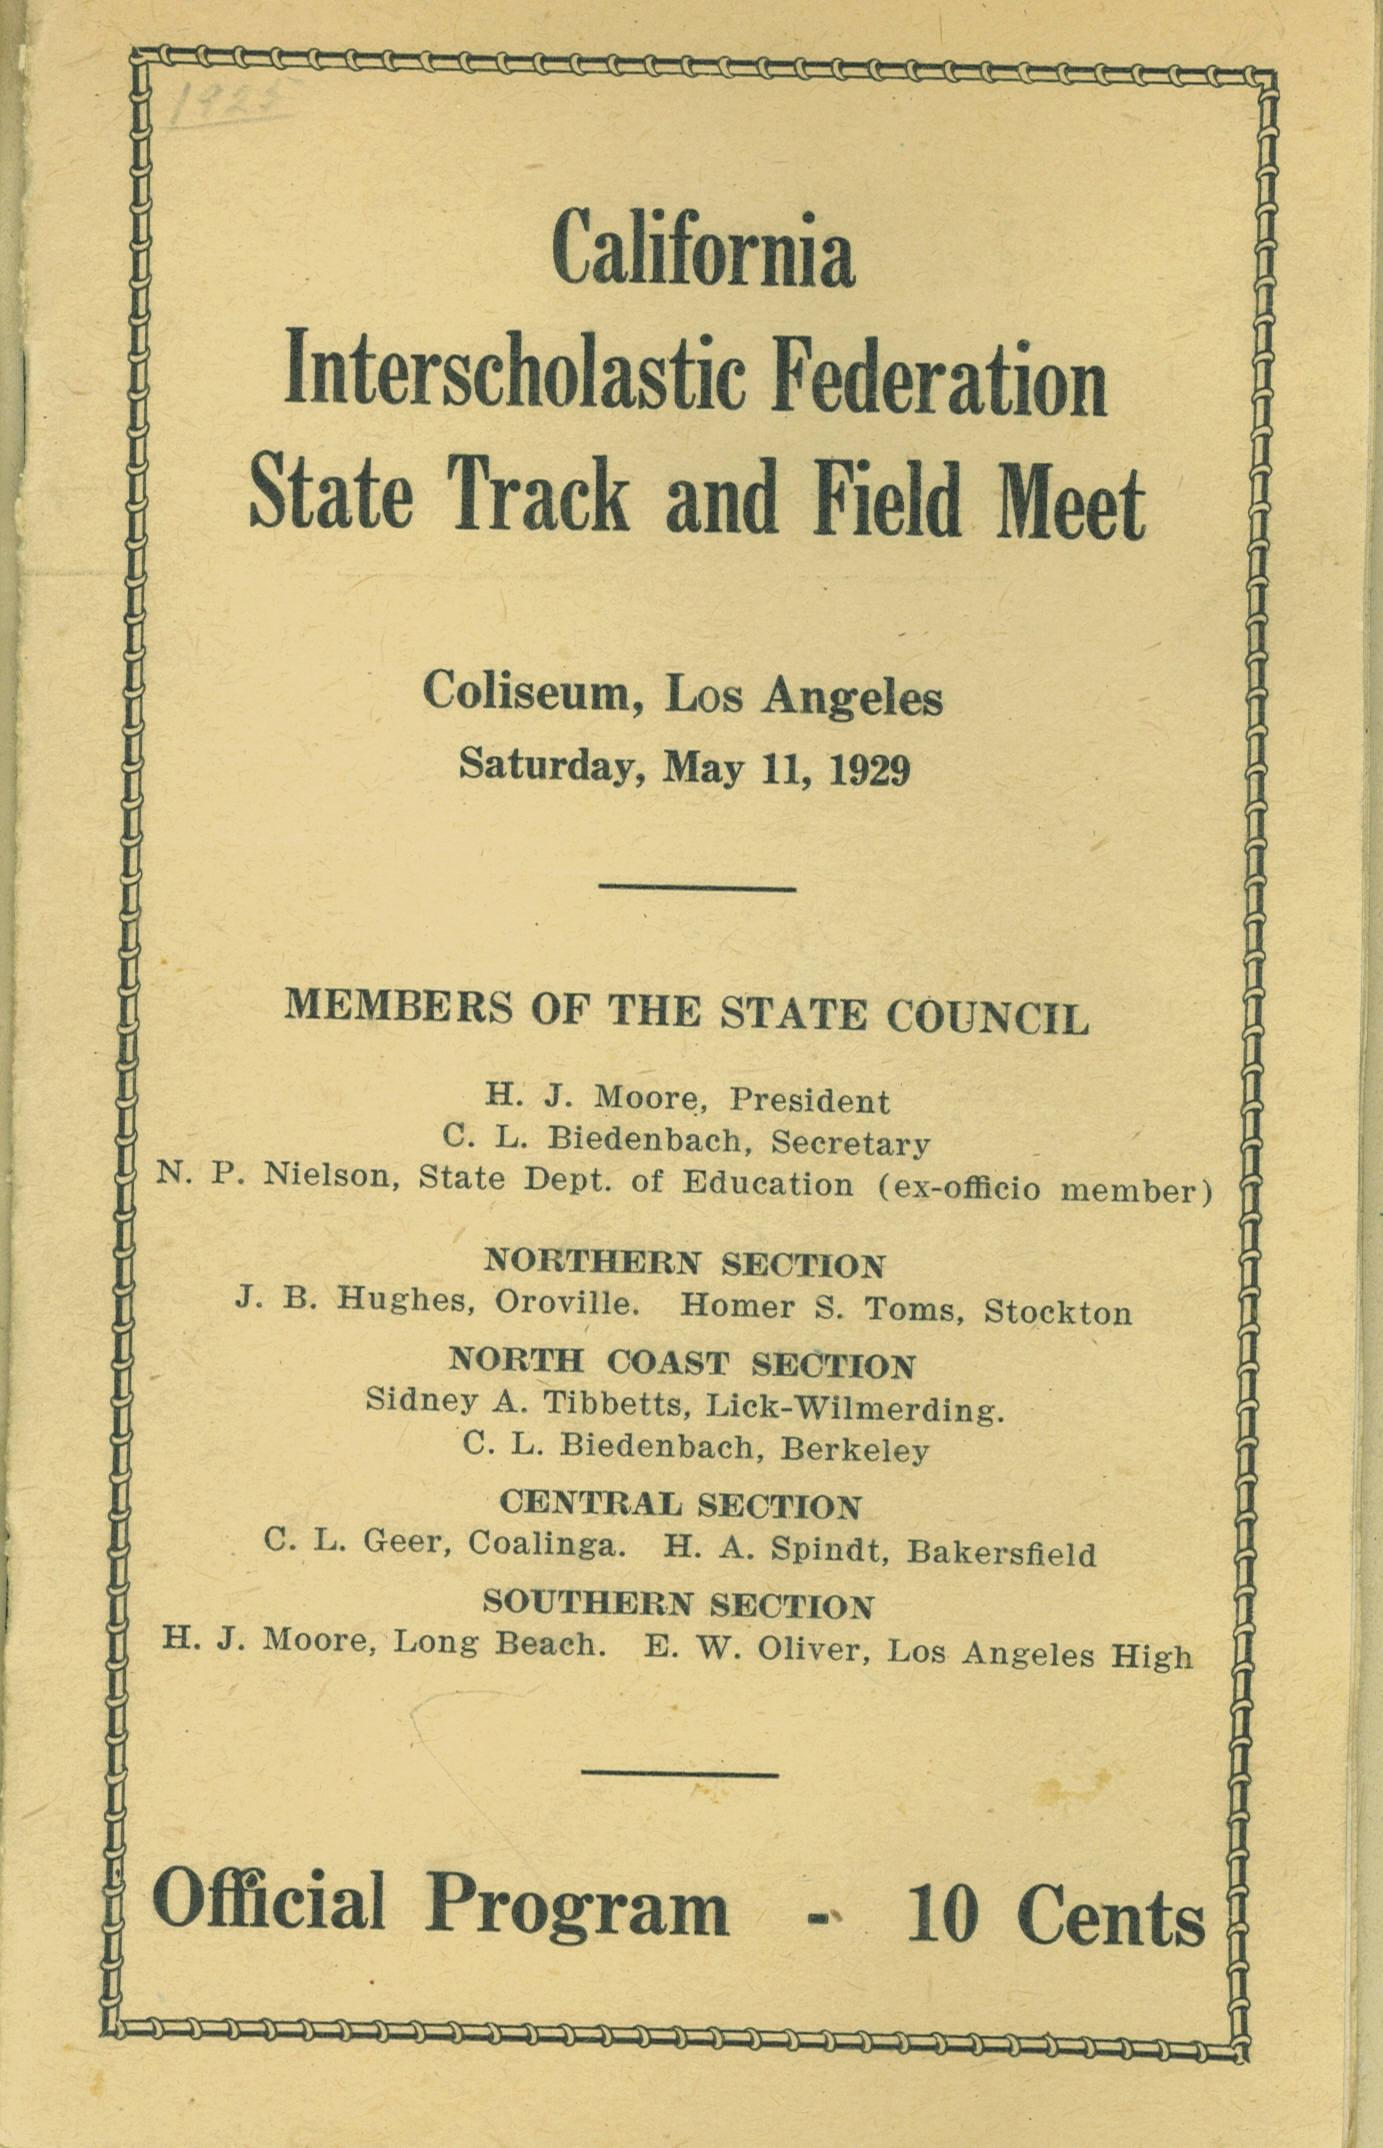 1925
California
Interscholastic Federation
State Track and Field Meet
Coliseum, Los Angeles
Saturday, May 11, 1929
MEMBERS OF THE STATE COUNCIL
H. J. Moore, President
C. L. Biedenbach, Secretary
N. P. Nielson, State Dept. of Education (ex-officio member)
NORTHERN SECTION
J. B. Hughes, Oroville. Homer S. Toms, Stockton
NORTH COAST SECTION
Sidney A. Tibbetts, Lick-Wilmerding.
C. L. Biedenbach, Berkeley
CENTRAL SECTION
C. L. Geer, Coalinga. H. A. Spindt, Bakersfield
SOUTHERN SECTION
H. J. Moore, Long Beach. E. W. Oliver, Los Angeles High
Official Program - 10 Cents